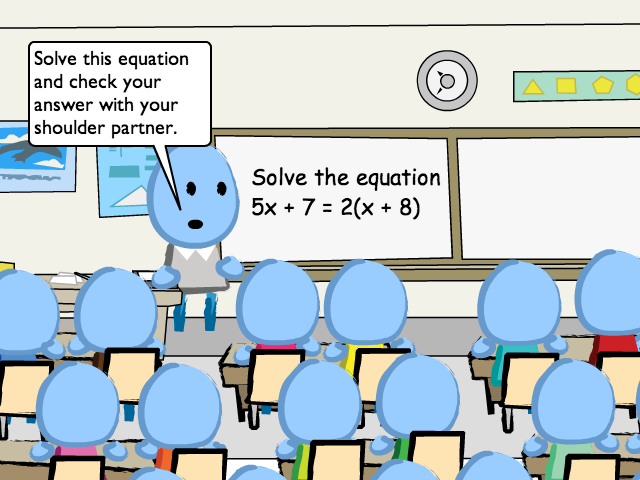 Solve this equation
and check your
answer with your
shoulder partner.
Solve the equation
5x + 7 = 2(x + 8)